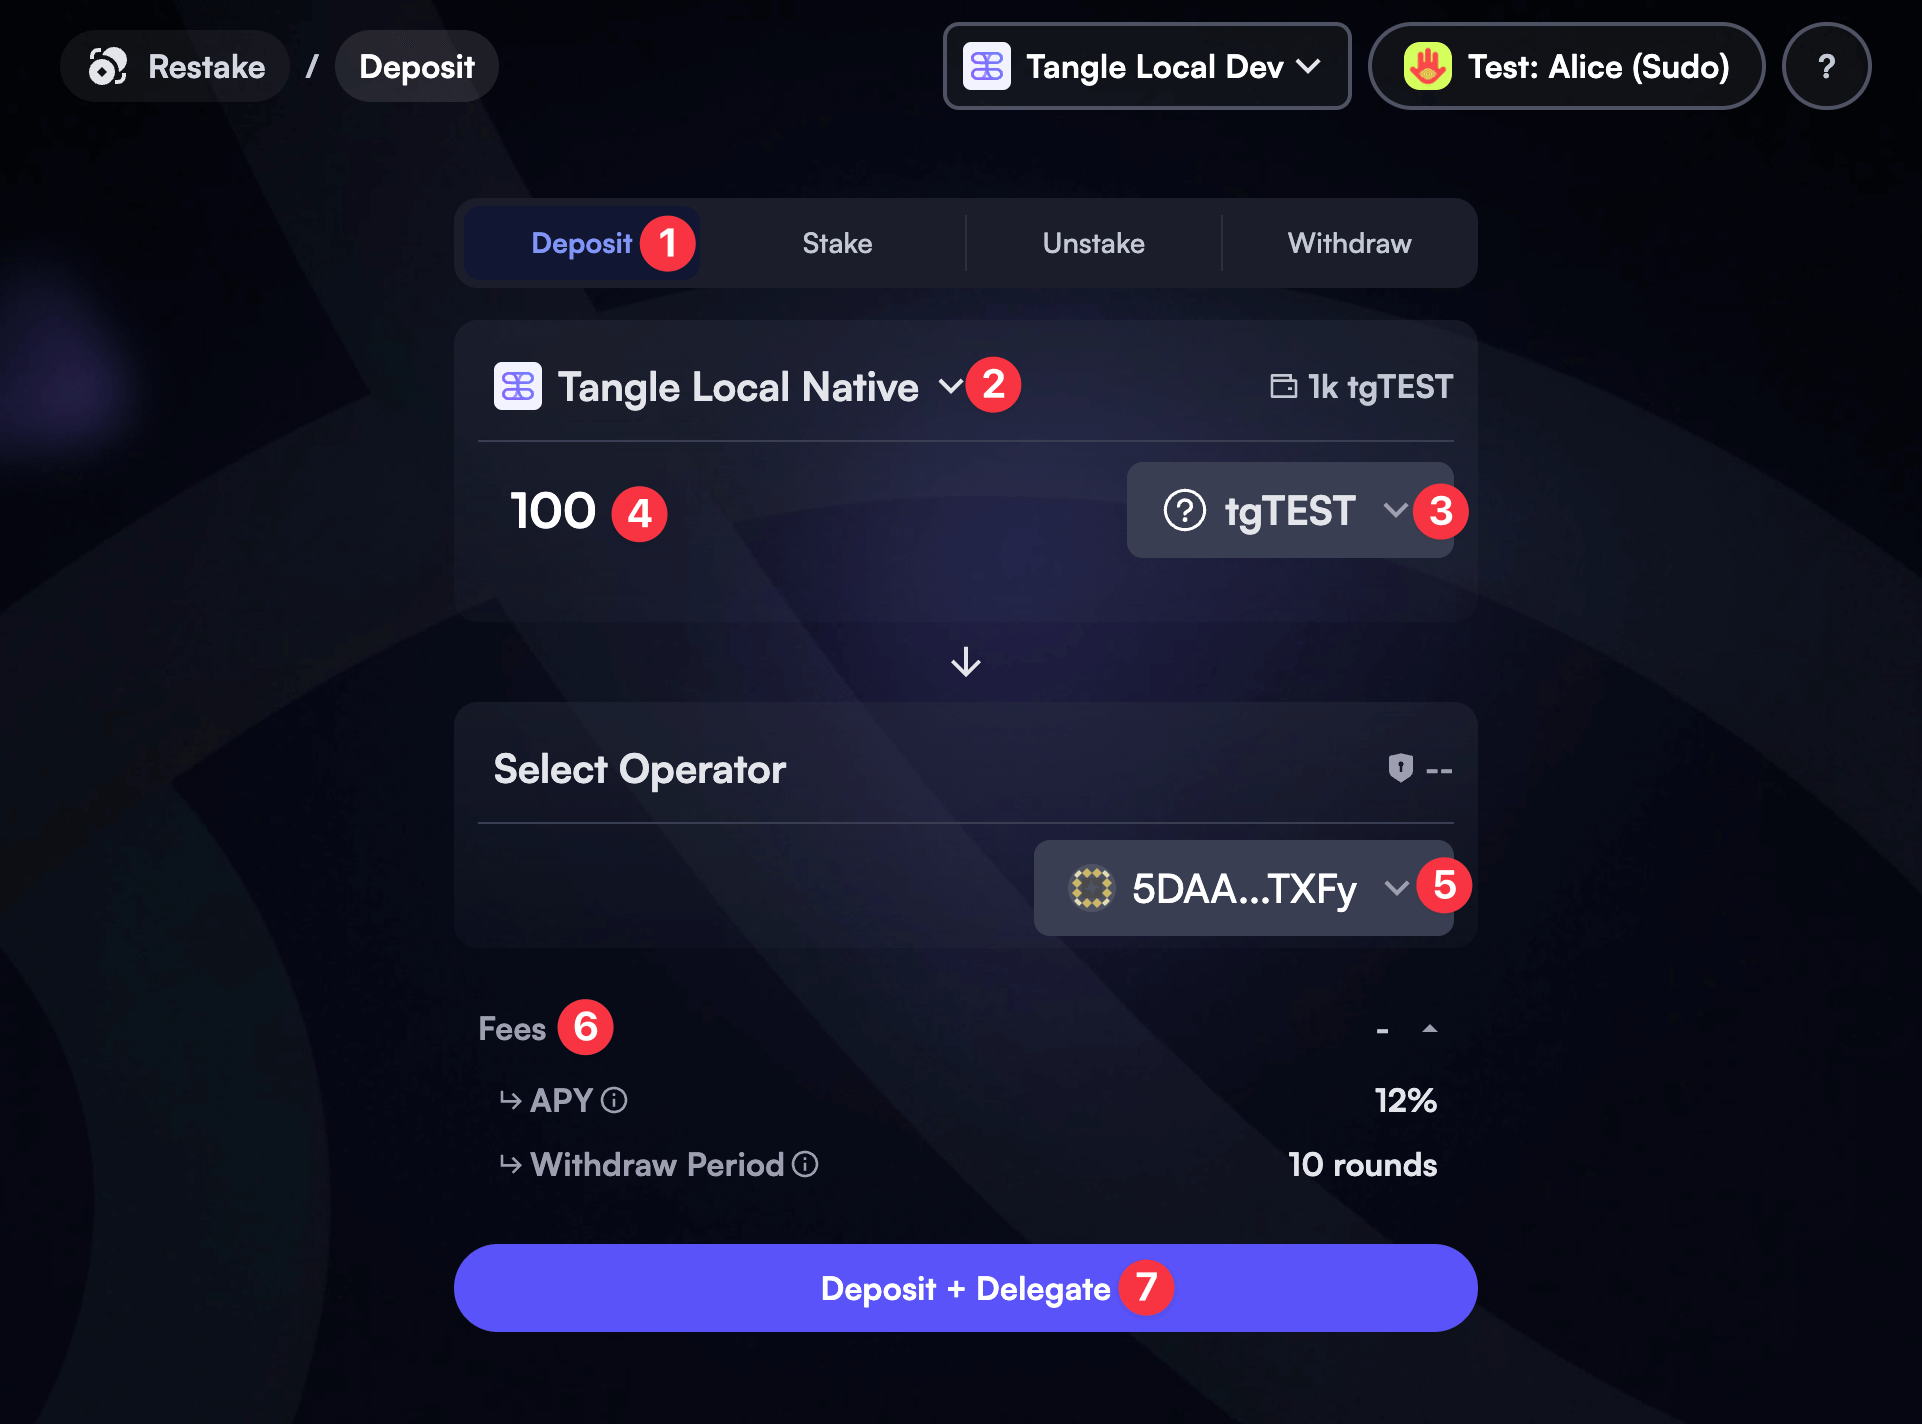 Restake / Deposit
Tangle Local Dev
Test: Alice (Sudo)
?
Deposit 1
Stake
Unstake
Withdraw
Tangle Local Native 2
1k tgTEST
100 4
? tgTEST 3
Select Operator
--
5DAA...TXFy 5
Fees 6
-
APY
12%
Withdraw Period
10 rounds
Deposit + Delegate 7